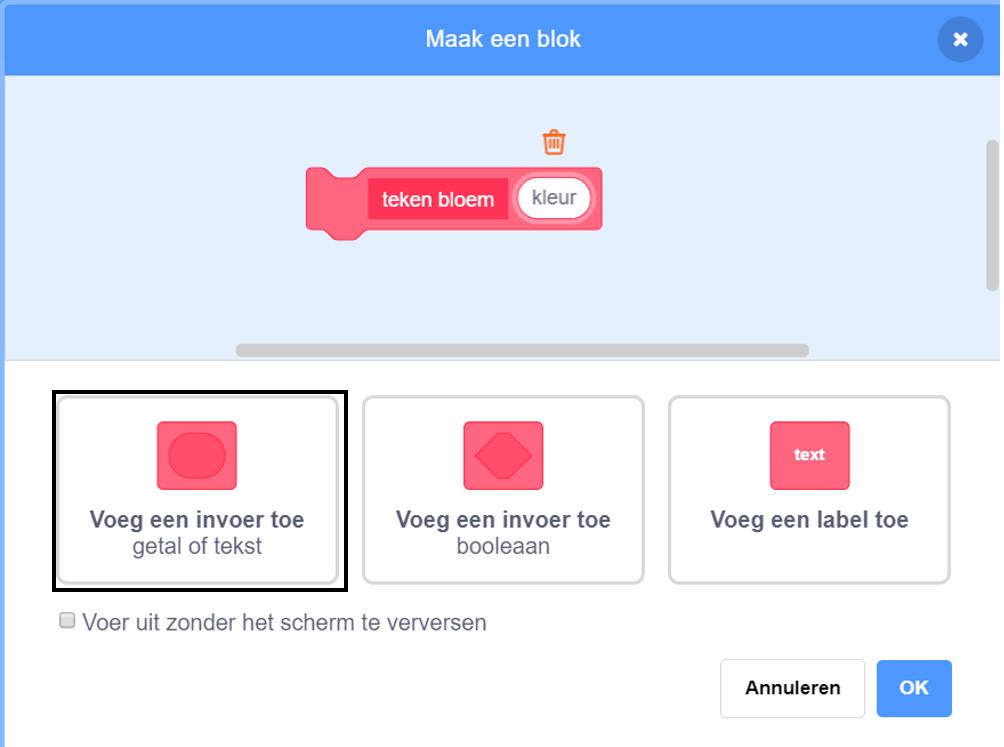 Maak een blok
teken bloem kleur
Voeg een invoer toe
getal of tekst
Voeg een invoer toe
booleaan
text
Voeg een label toe
Voer uit zonder het scherm te verversen
Annuleren
OK